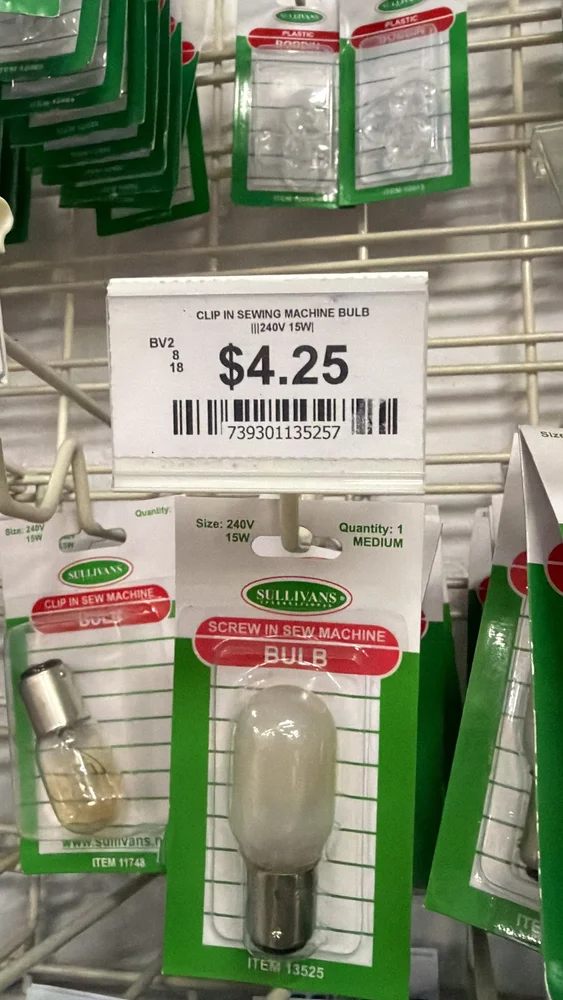 SULLIVANS
PLASTIC
BOBBIN
SULLIVANS
PLASTIC
BOBBIN
CLIP IN SEWING MACHINE BULB
|||240V 15W|
BV2
8
18
$4.25
739301135257
Size: 240V
15W
Quantity:
SULLIVANS
CLIP IN SEW MACHINE
BULB
www.sullivans.n
ITEM 11748
Size: 240V
15W
Quantity: 1
MEDIUM
SULLIVANS
INTERNATIONAL
SCREW IN SEW MACHINE
BULB
ITEM 13525
Size
ITE